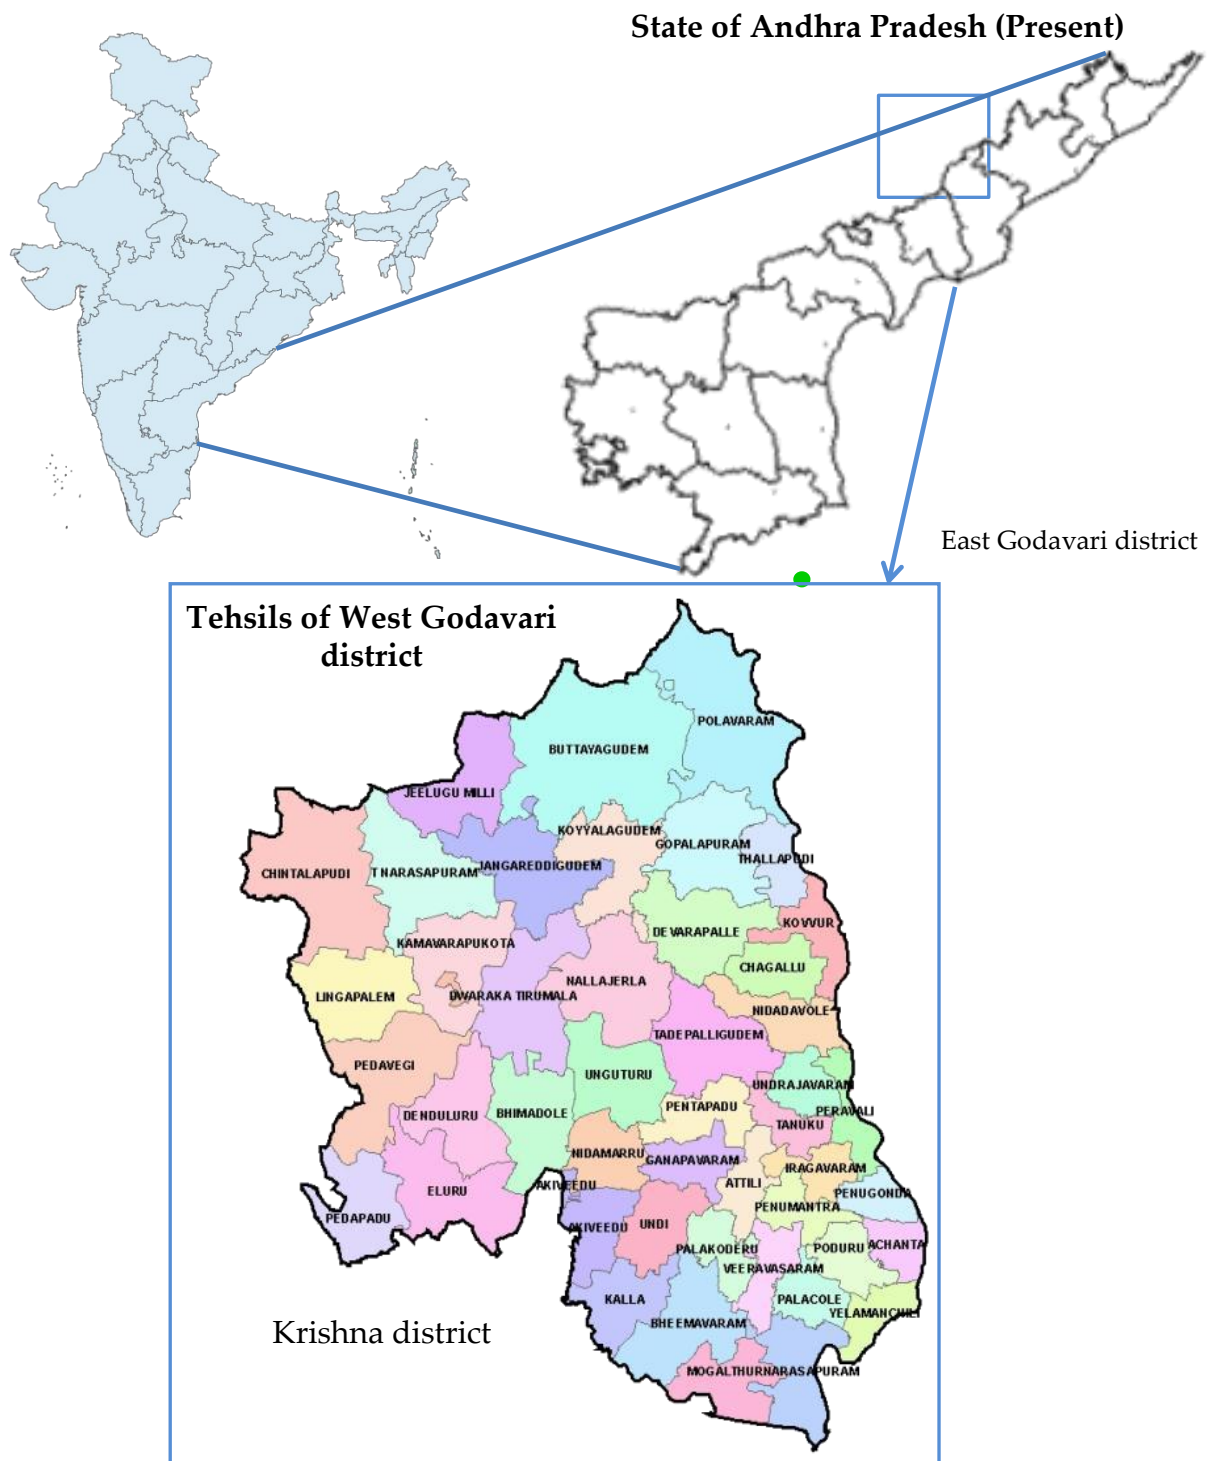 State of Andhra Pradesh (Present)
East Godavari district
Tehsils of West Godavari
district
POLAVARAM
BUTTAYAGUDEM
JEELUGU MILLI
KOYYALAGUDEM
GOPALAPURAM
THALLAPUDI
CHINTALAPUDI
T NARASAPURAM
JANGAREDDIGUDEM
KOVVUR
DEVARAPALLE
KAMAVARAPUKOTA
CHAGALLU
NALLAJERLA
LINGAPALEM
DWARAKA TIRUMALA
NIDADAVOLE
TADEPALLIGUDEM
PEDAVEGI
UNGUTURU
UNDRAJAVARAM
PENTAPADU
PERAVALI
DENDULURU
BHIMADOLE
TANUKU
NIDAMARRU
GANAPAVARAM
IRAGAVARAM
AKIVEEDU
ATTILI
PENUGONDA
ELURU
PENUMANTRA
PEDAPADU
AKIVEEDU
UNDI
PALAKODERU
PODURU
ACHANTA
VEERAVASARAM
KALLA
PALACOLE
YELAMANCHILI
BHEEMAVARAM
Krishna district
MOGALTHUR
NARASAPURAM